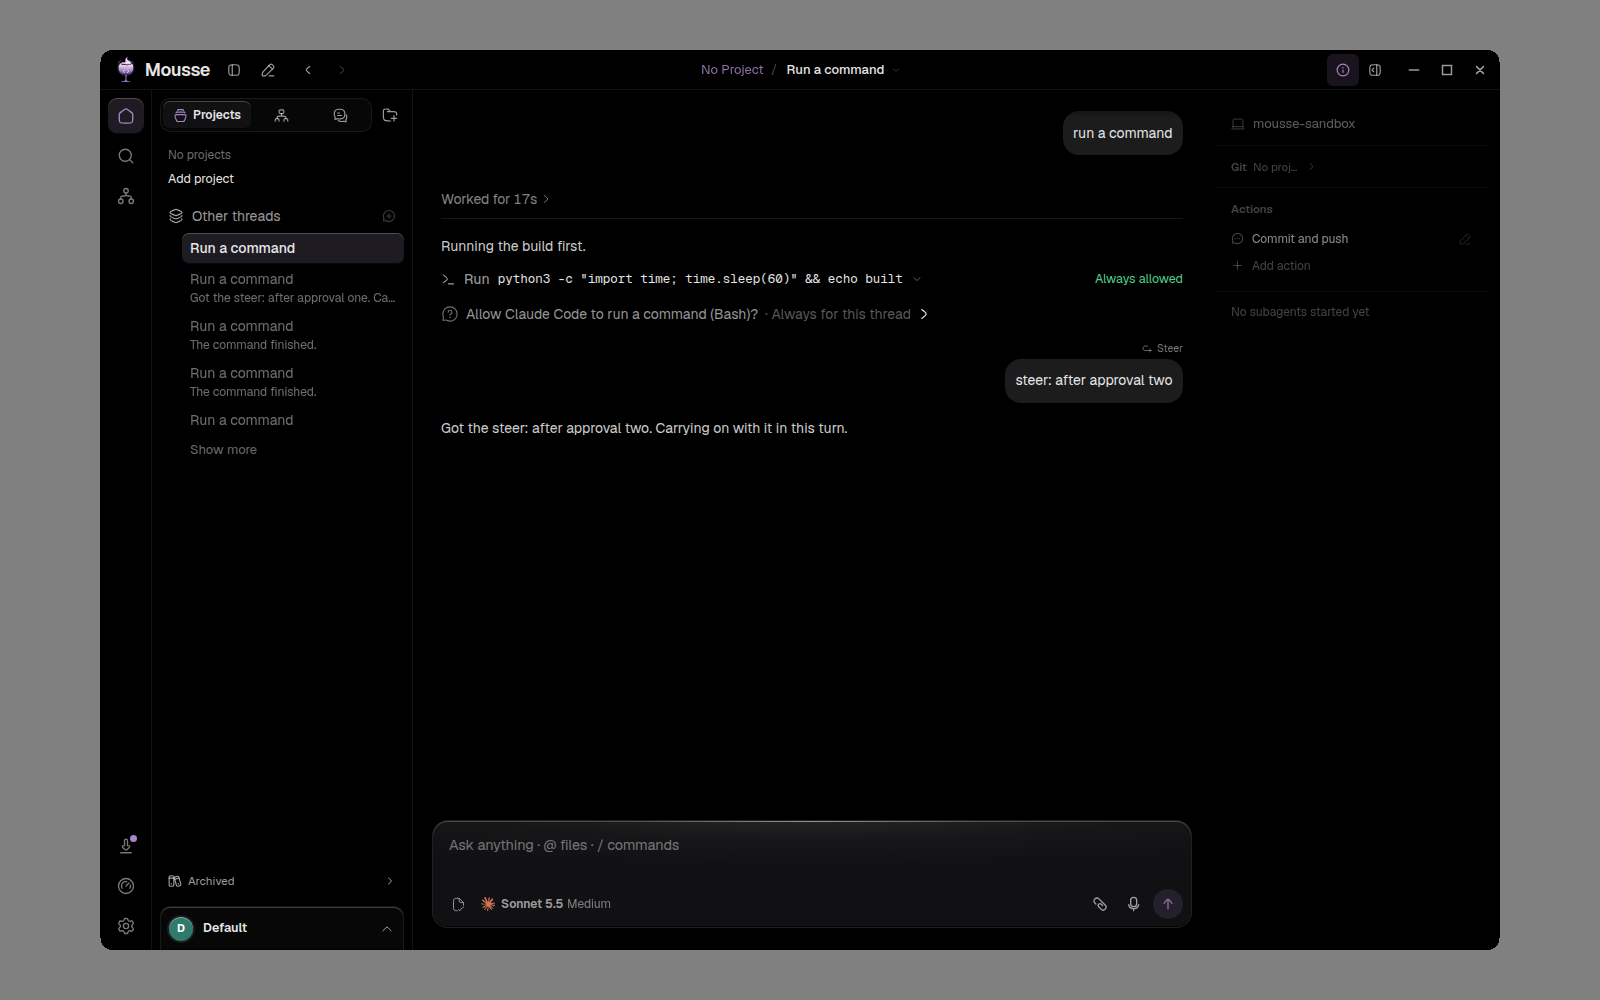 Mousse
No Project / Run a command
Projects
No projects
Add project
Other threads
Run a command
Run a command
Got the steer: after approval one. Ca...
Run a command
The command finished.
Run a command
The command finished.
Run a command
Show more
Archived
D Default
run a command
Worked for 17s
Running the build first.
Run python3 -c "import time; time.sleep(60)" && echo built
Always allowed
Allow Claude Code to run a command (Bash)? · Always for this thread
Steer
steer: after approval two
Got the steer: after approval two. Carrying on with it in this turn.
Ask anything · @ files · / commands
Sonnet 5.5 Medium
mousse-sandbox
Git No proj...
Actions
Commit and push
Add action
No subagents started yet